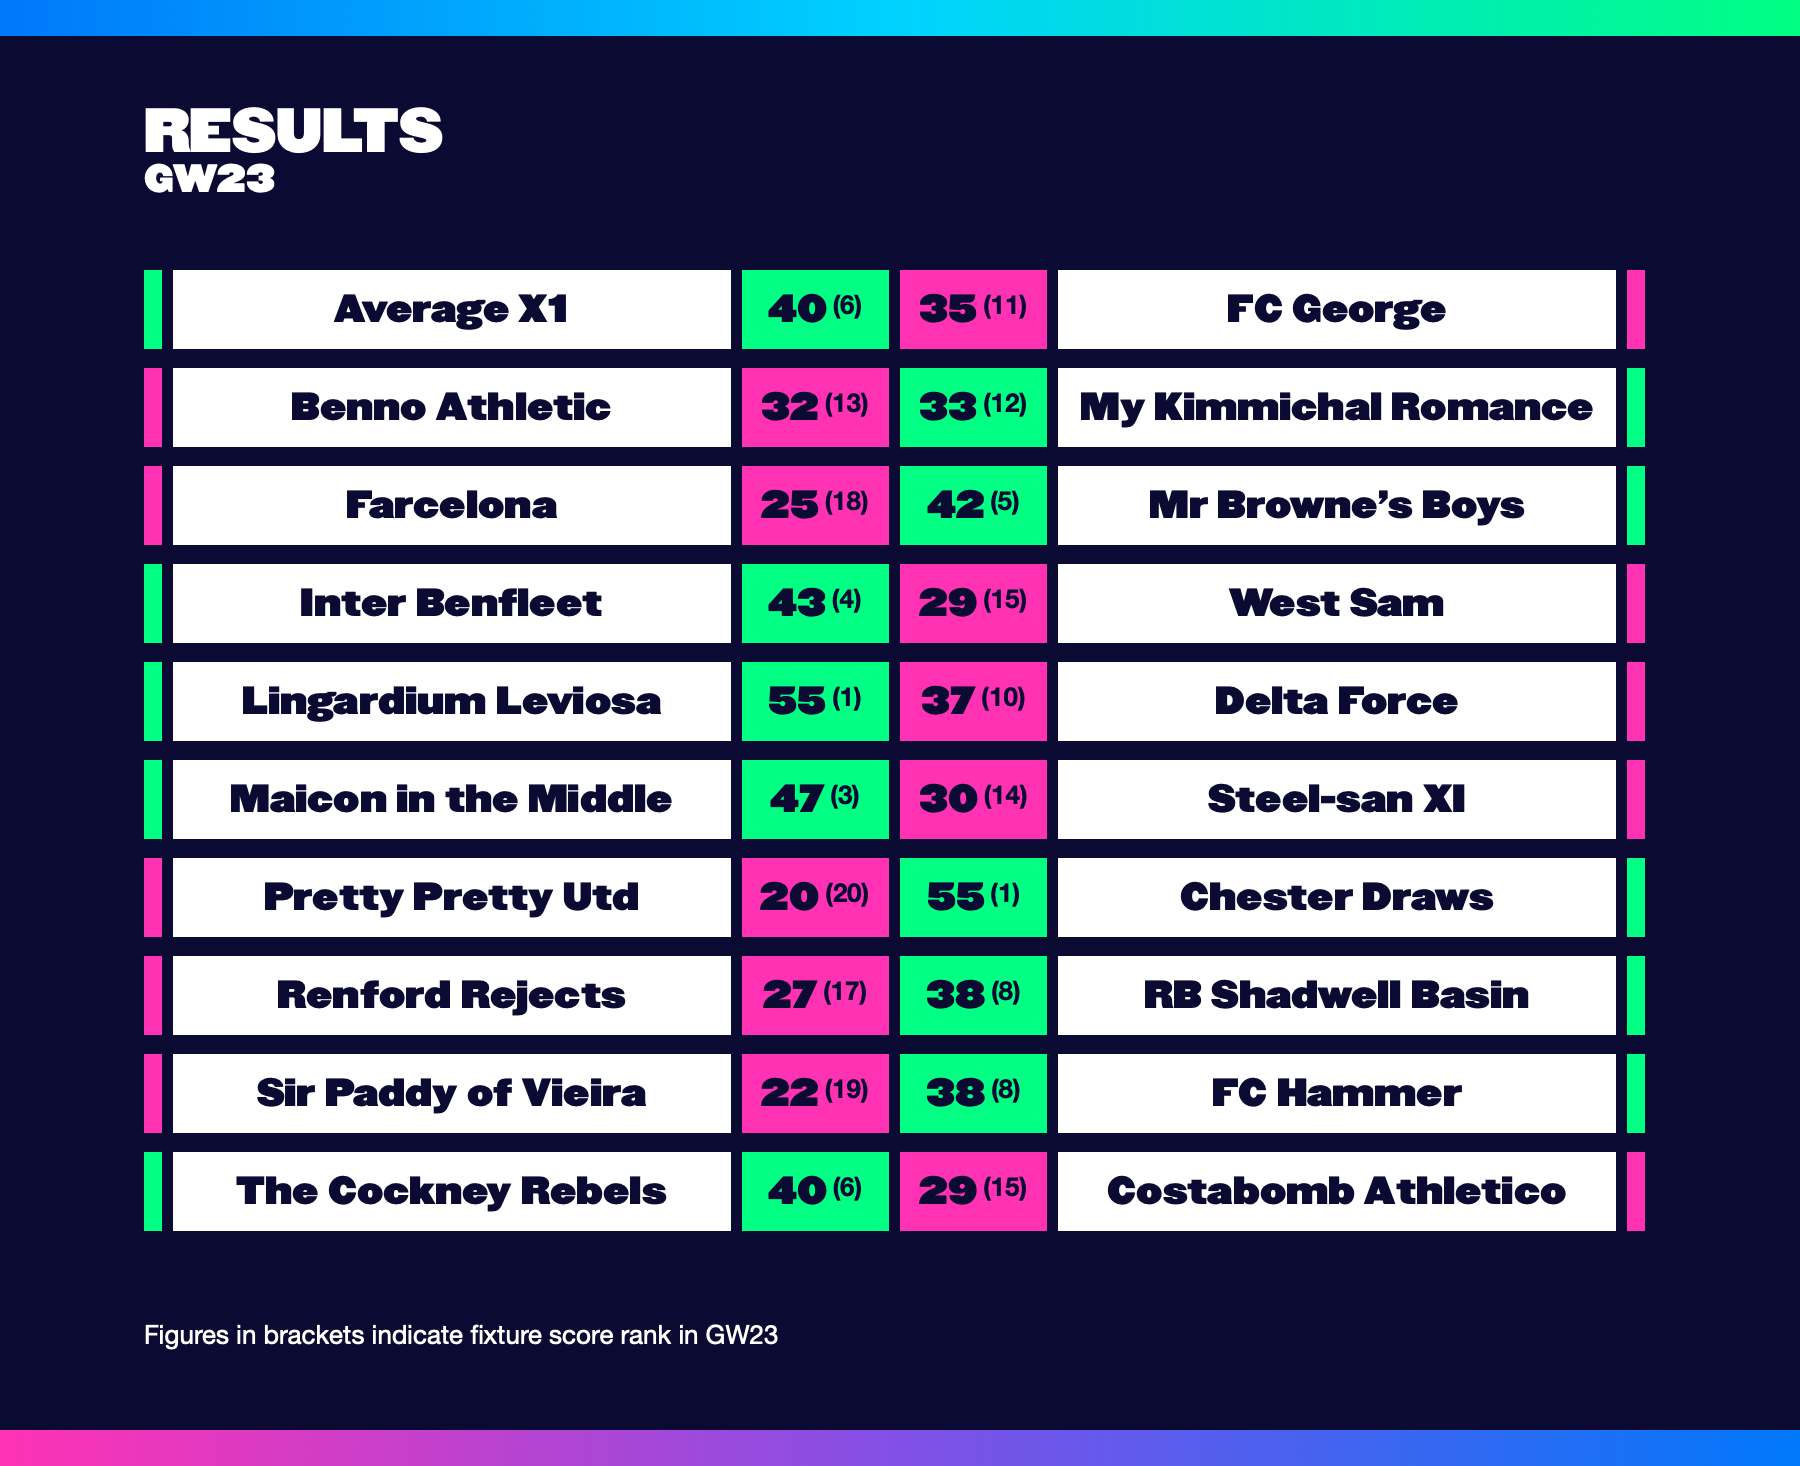 RESULTS
GW23
Average X1 40 (6) 35 (11) FC George
Benno Athletic 32 (13) 33 (12) My Kimmichal Romance
Farcelona 25 (18) 42 (5) Mr Browne’s Boys
Inter Benfleet 43 (4) 29 (15) West Sam
Lingardium Leviosa 55 (1) 37 (10) Delta Force
Maicon in the Middle 47 (3) 30 (14) Steel-san XI
Pretty Pretty Utd 20 (20) 55 (1) Chester Draws
Renford Rejects 27 (17) 38 (8) RB Shadwell Basin
Sir Paddy of Vieira 22 (19) 38 (8) FC Hammer
The Cockney Rebels 40 (6) 29 (15) Costabomb Athletico
Figures in brackets indicate fixture score rank in GW23